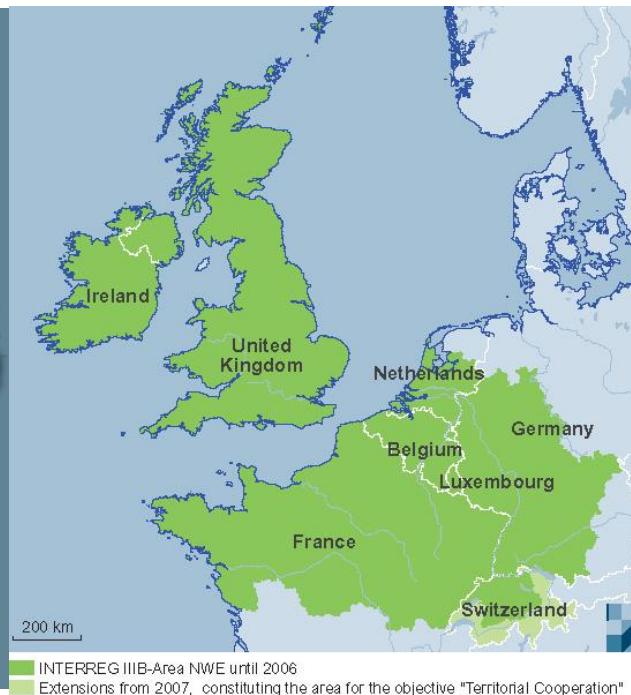 Ireland
United
Kingdom
Netherlands
Germany
Belgium
Luxembourg
France
Switzerland
200 km
INTERREG IIIB-Area NWE until 2006
Extensions from 2007, constituting the area for the objective "Territorial Cooperation"